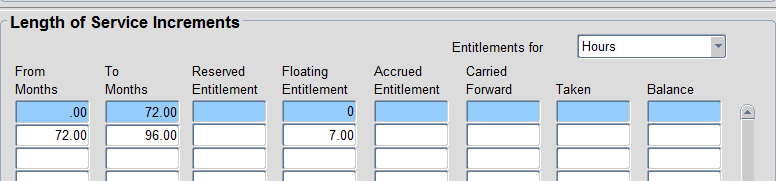 Length of Service Increments
Entitlements for Hours
From To Reserved Floating Accrued Carried
Months Months Entitlement Entitlement Entitlement Forward Taken Balance
.00 72.00 0
72.00 96.00 7.00